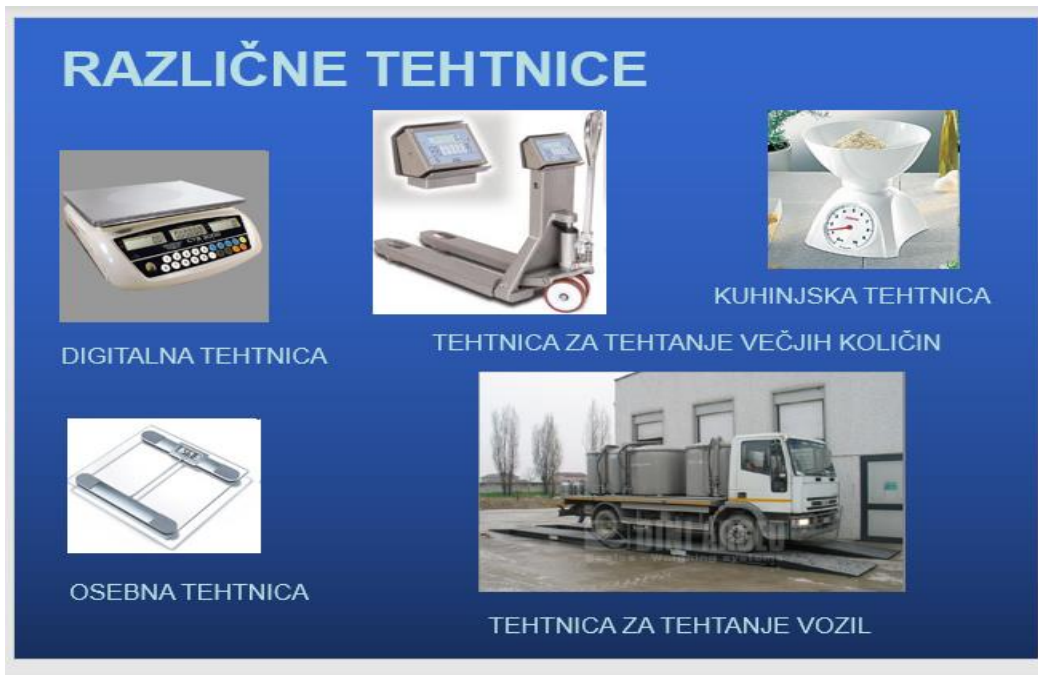 RAZLIČNE TEHTNICE
KUHINJSKA TEHTNICA
TEHTNICA ZA TEHTANJE VEČJIH KOLIČIN
DIGITALNA TEHTNICA
OSEBNA TEHTNICA
TEHTNICA ZA TEHTANJE VOZIL